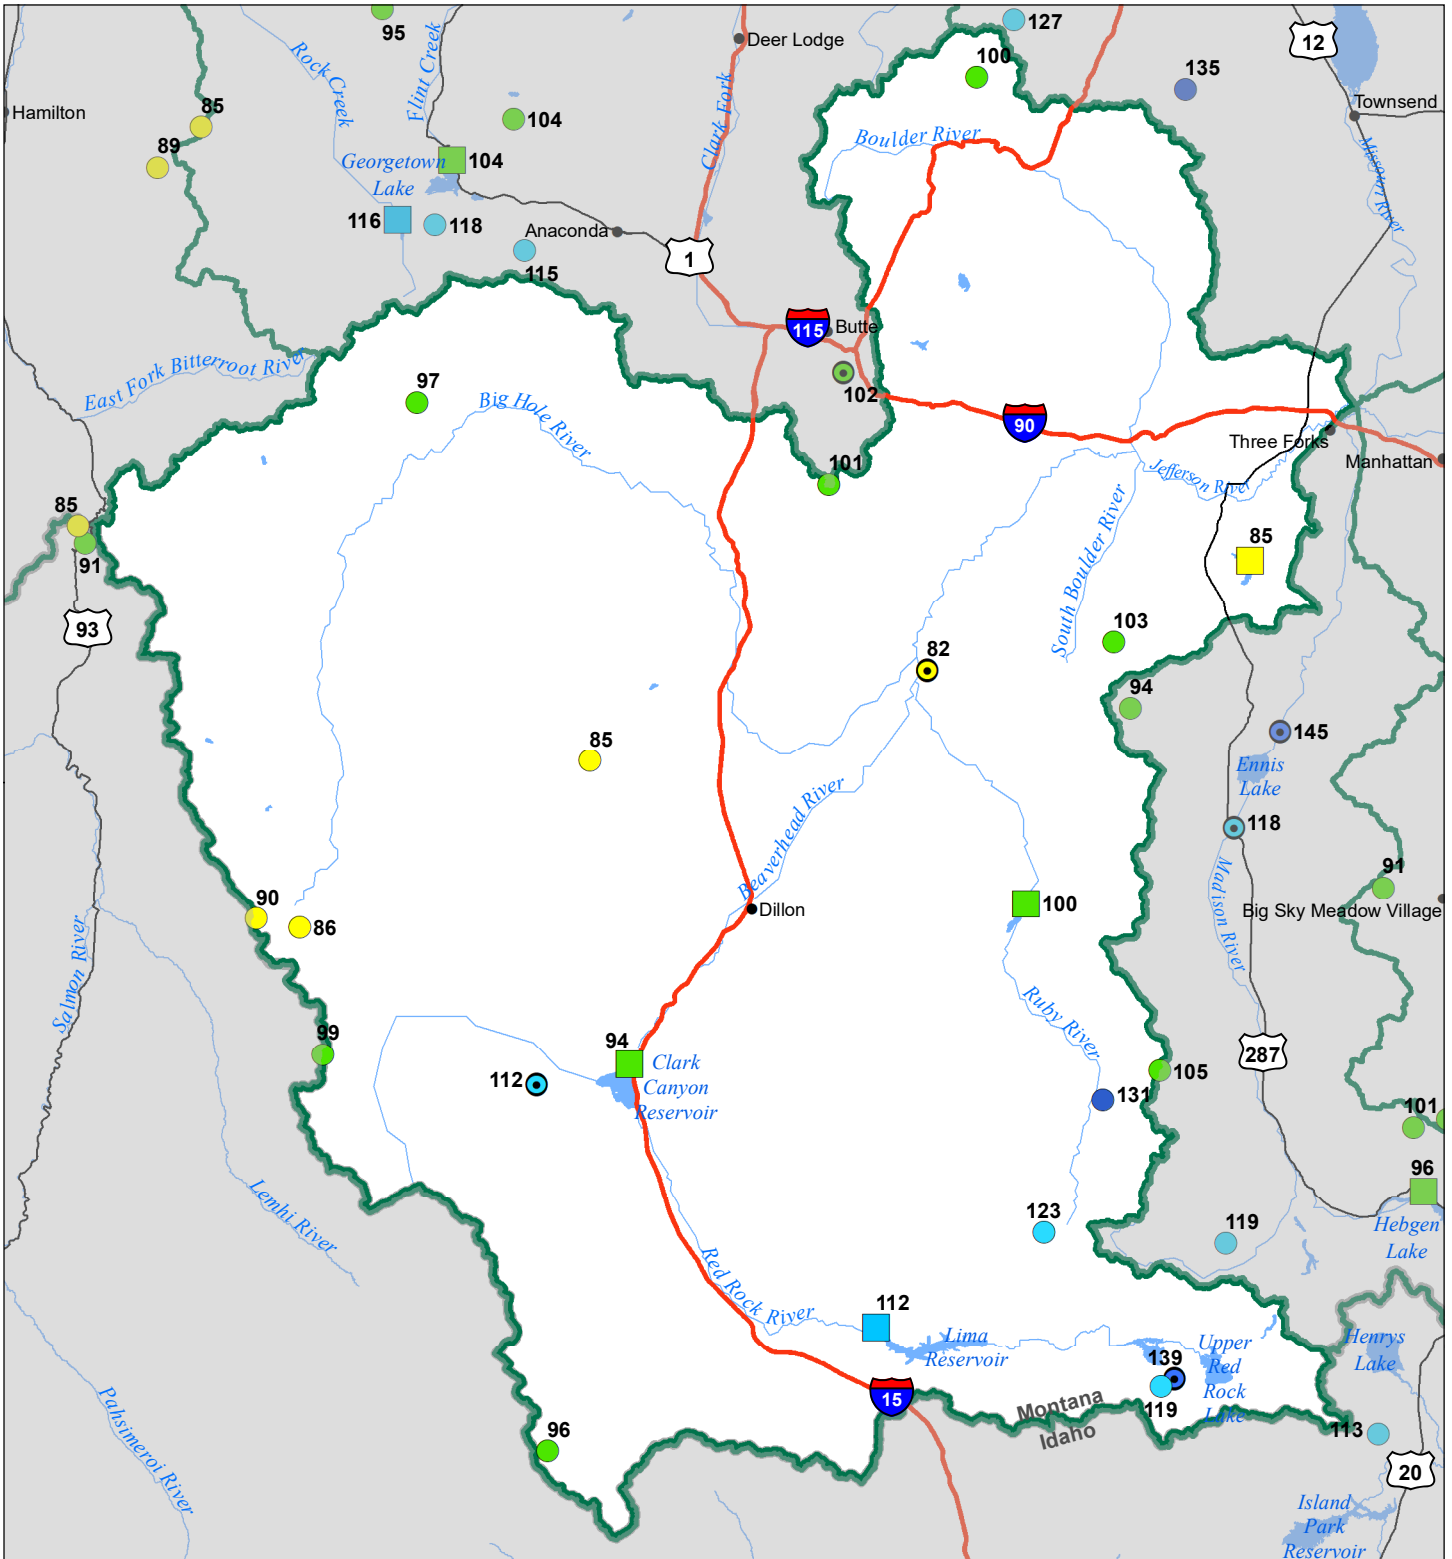 95
127
12
Deer Lodge
Rock Creek
Flint Creek
100
135
Hamilton
85
104
Clark Fork
Townsend
89
Georgetown
Lake
104
Boulder River
Missouri River
116
118
Anaconda
115
1
115
Butte
East Fork Bitterroot River
97
102
Big Hole River
90
Three Forks
101
Manhattan
Jefferson River
85
91
South Boulder River
85
93
103
82
94
145
85
Ennis
Lake
Beaverhead River
118
91
Madison River
90
86
Dillon
100
Big Sky Meadow Village
Salmon River
Ruby River
99
94
Clark
Canyon
Reservoir
112
287
105
131
101
96
Lemhi River
123
119
Hebgen
Lake
Red Rock River
112
Lima
Reservoir
Upper
Red
Rock
Lake
139
119
Henrys
Lake
15
Montana
Idaho
113
Pahsimeroi River
96
20
Island
Park
Reservoir